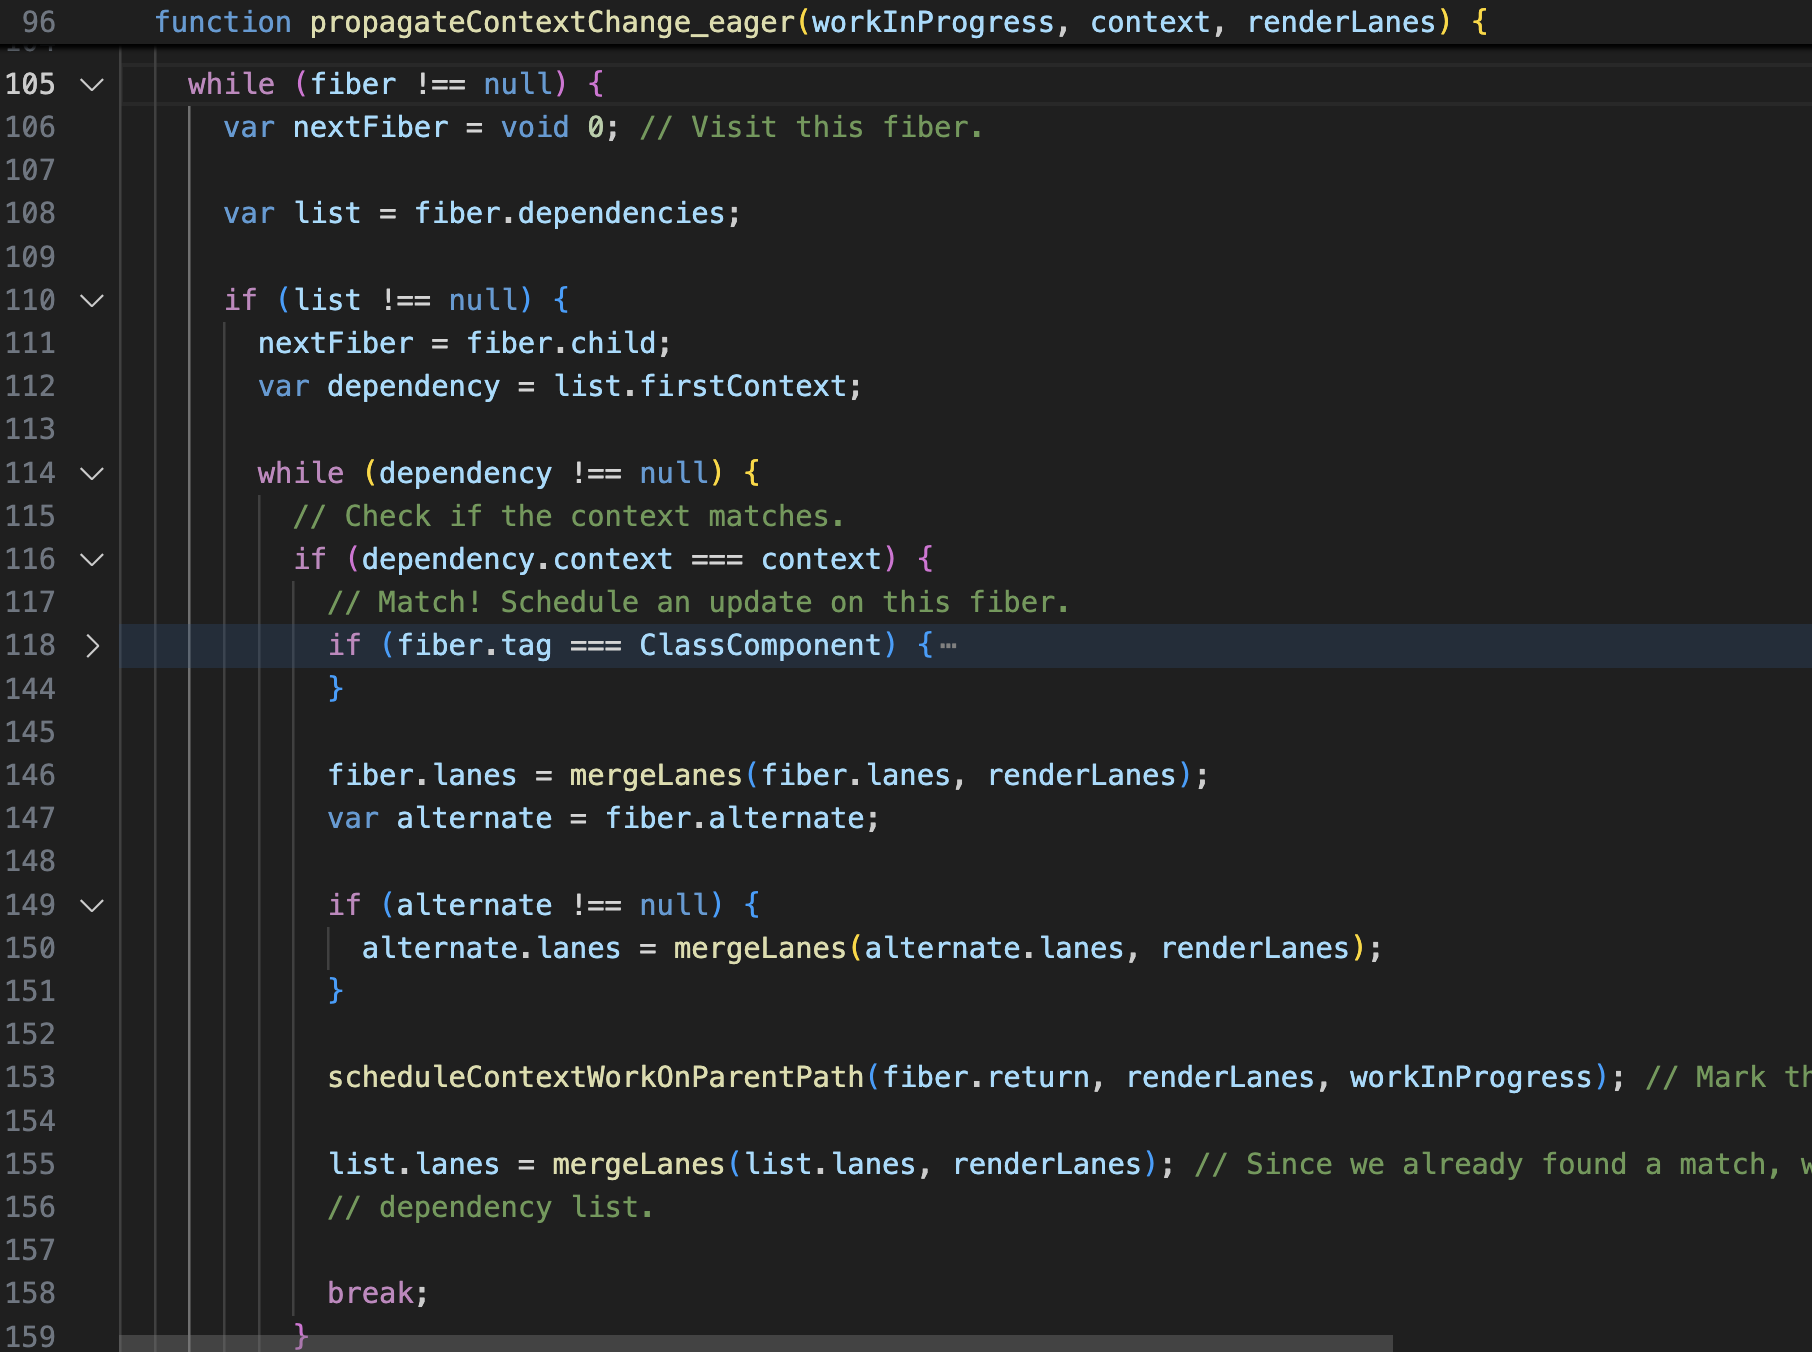 96 function propagateContextChange_eager(workInProgress, context, renderLanes) {
105 while (fiber !== null) {
106 var nextFiber = void 0; // Visit this fiber.
107
108 var list = fiber.dependencies;
109
110 if (list !== null) {
111 nextFiber = fiber.child;
112 var dependency = list.firstContext;
113
114 while (dependency !== null) {
115 // Check if the context matches.
116 if (dependency.context === context) {
117 // Match! Schedule an update on this fiber.
118 if (fiber.tag === ClassComponent) {⋯
144 }
145
146 fiber.lanes = mergeLanes(fiber.lanes, renderLanes);
147 var alternate = fiber.alternate;
148
149 if (alternate !== null) {
150 alternate.lanes = mergeLanes(alternate.lanes, renderLanes);
151 }
152
153 scheduleContextWorkOnParentPath(fiber.return, renderLanes, workInProgress); // Mark th
154
155 list.lanes = mergeLanes(list.lanes, renderLanes); // Since we already found a match, w
156 // dependency list.
157
158 break;
159 }